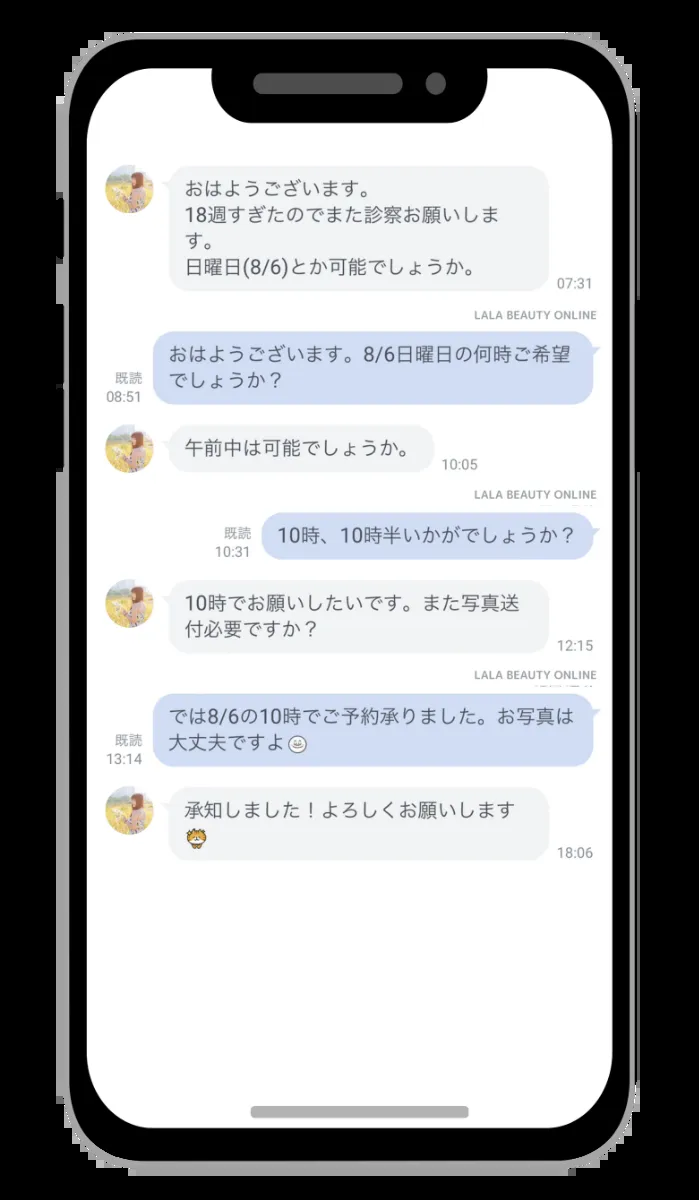 おはようございます。
18週すぎたのでまた診察お願いしま
す。
日曜日(8/6)とか可能でしょうか。
07:31
LALA BEAUTY ONLINE
おはようございます。8/6日曜日の何時ご希望
でしょうか？
既読
08:51
午前中は可能でしょうか。
10:05
LALA BEAUTY ONLINE
10時、10時半いかがでしょうか？
既読
10:31
10時でお願いしたいです。また写真送
付必要ですか？
12:15
LALA BEAUTY ONLINE
では8/6の10時でご予約承りました。お写真は
大丈夫ですよ
既読
13:14
承知しました！よろしくお願いします
18:06